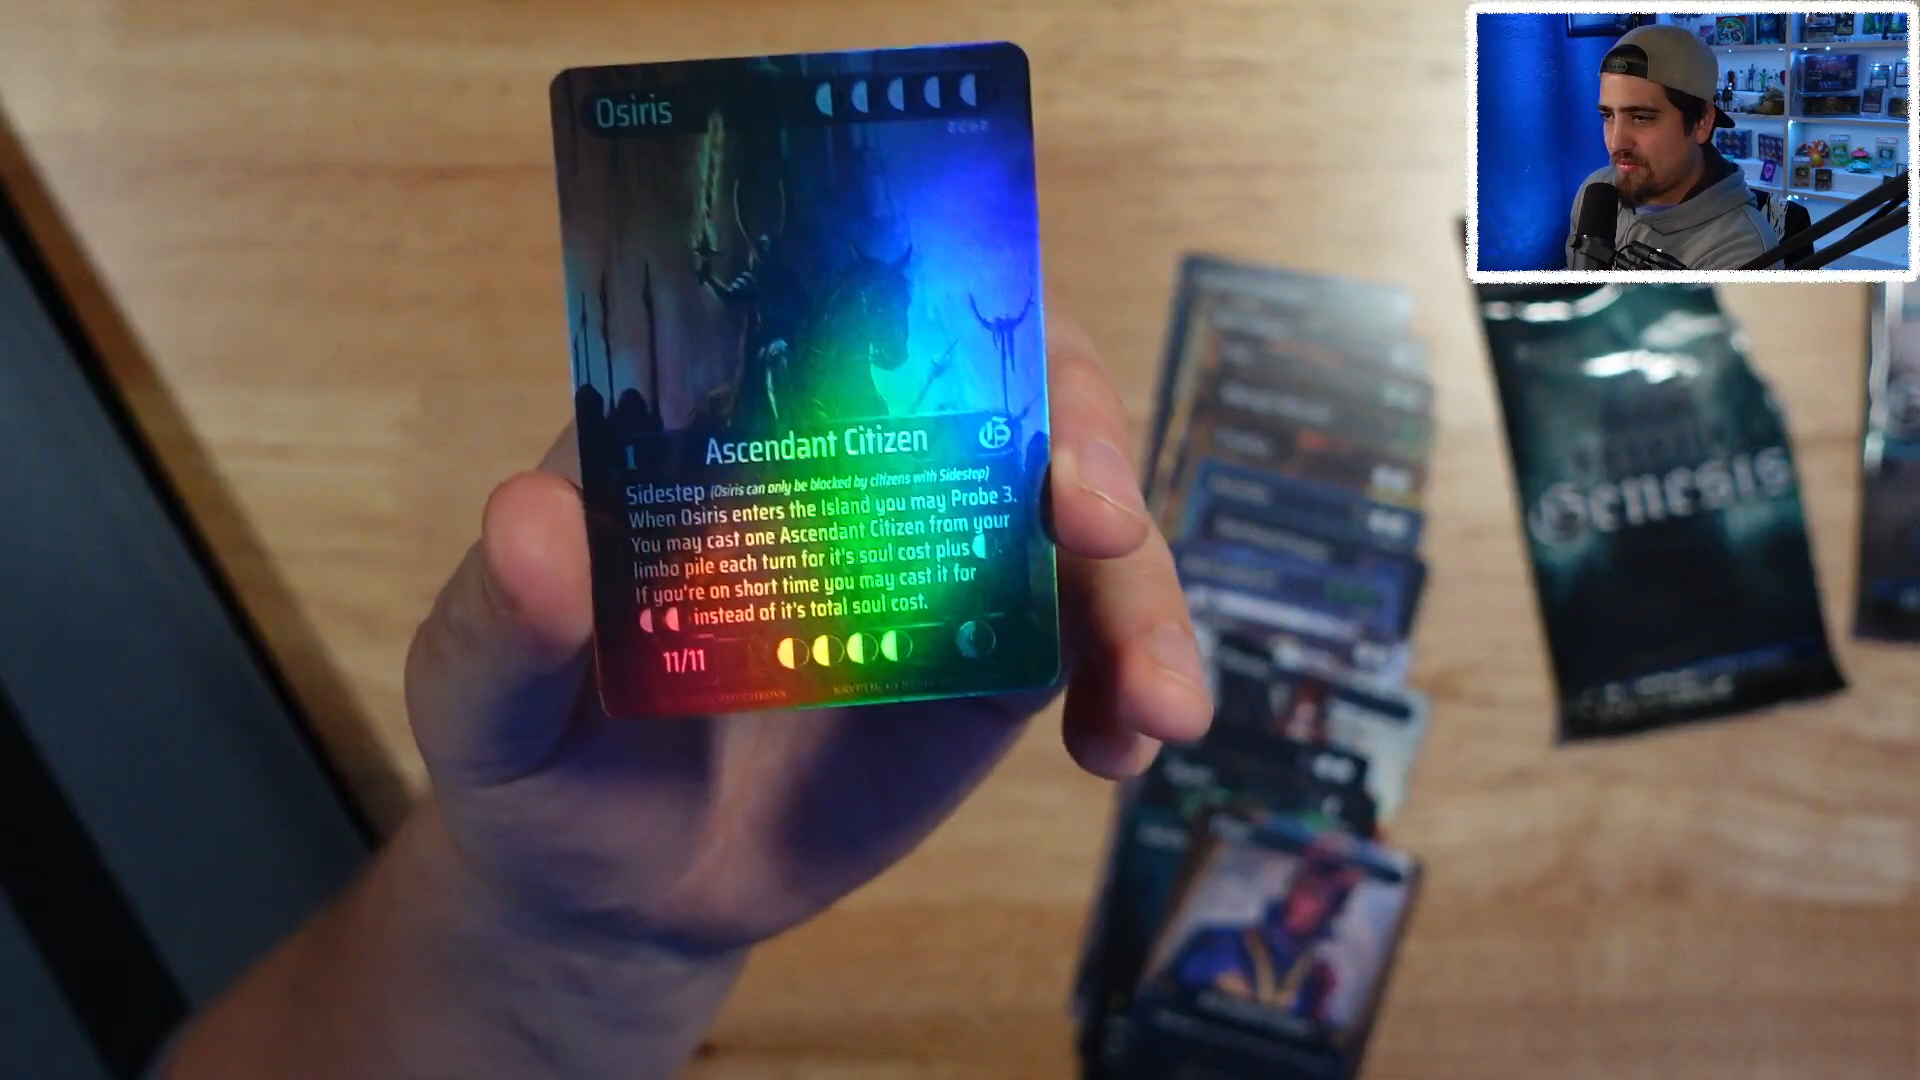 Osiris
1 Ascendant Citizen G
Sidestep (Osiris can only be blocked by citizens with Sidestep)
When Osiris enters the Island you may Probe 3.
You may cast one Ascendant Citizen from your
limbo pile each turn for it's soul cost plus
If you're on short time you may cast it for
instead of it's total soul cost.
11/11
Genesis